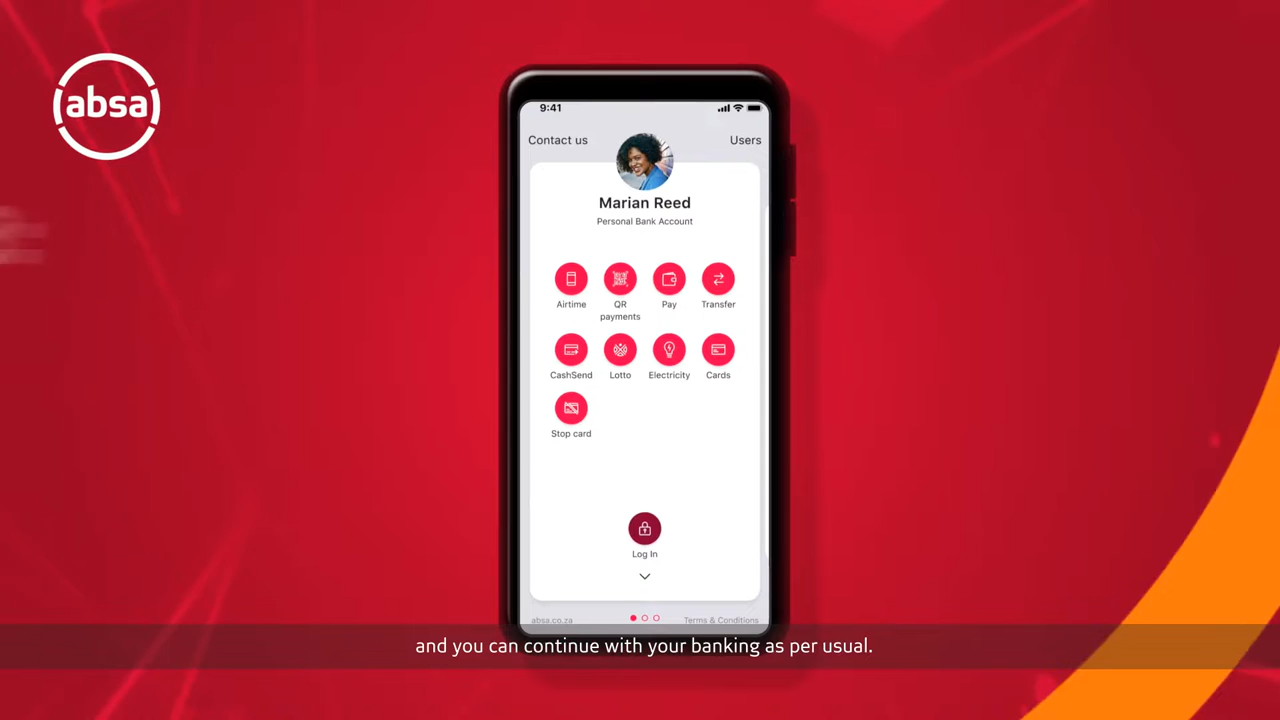 absa
9:41
Contact us
Users
Marian Reed
Personal Bank Account
Airtime
QR
payments
Pay
Transfer
CashSend
Lotto
Electricity
Cards
Stop card
Log In
absa.co.za
Terms & Conditions
and you can continue with your banking as per usual.